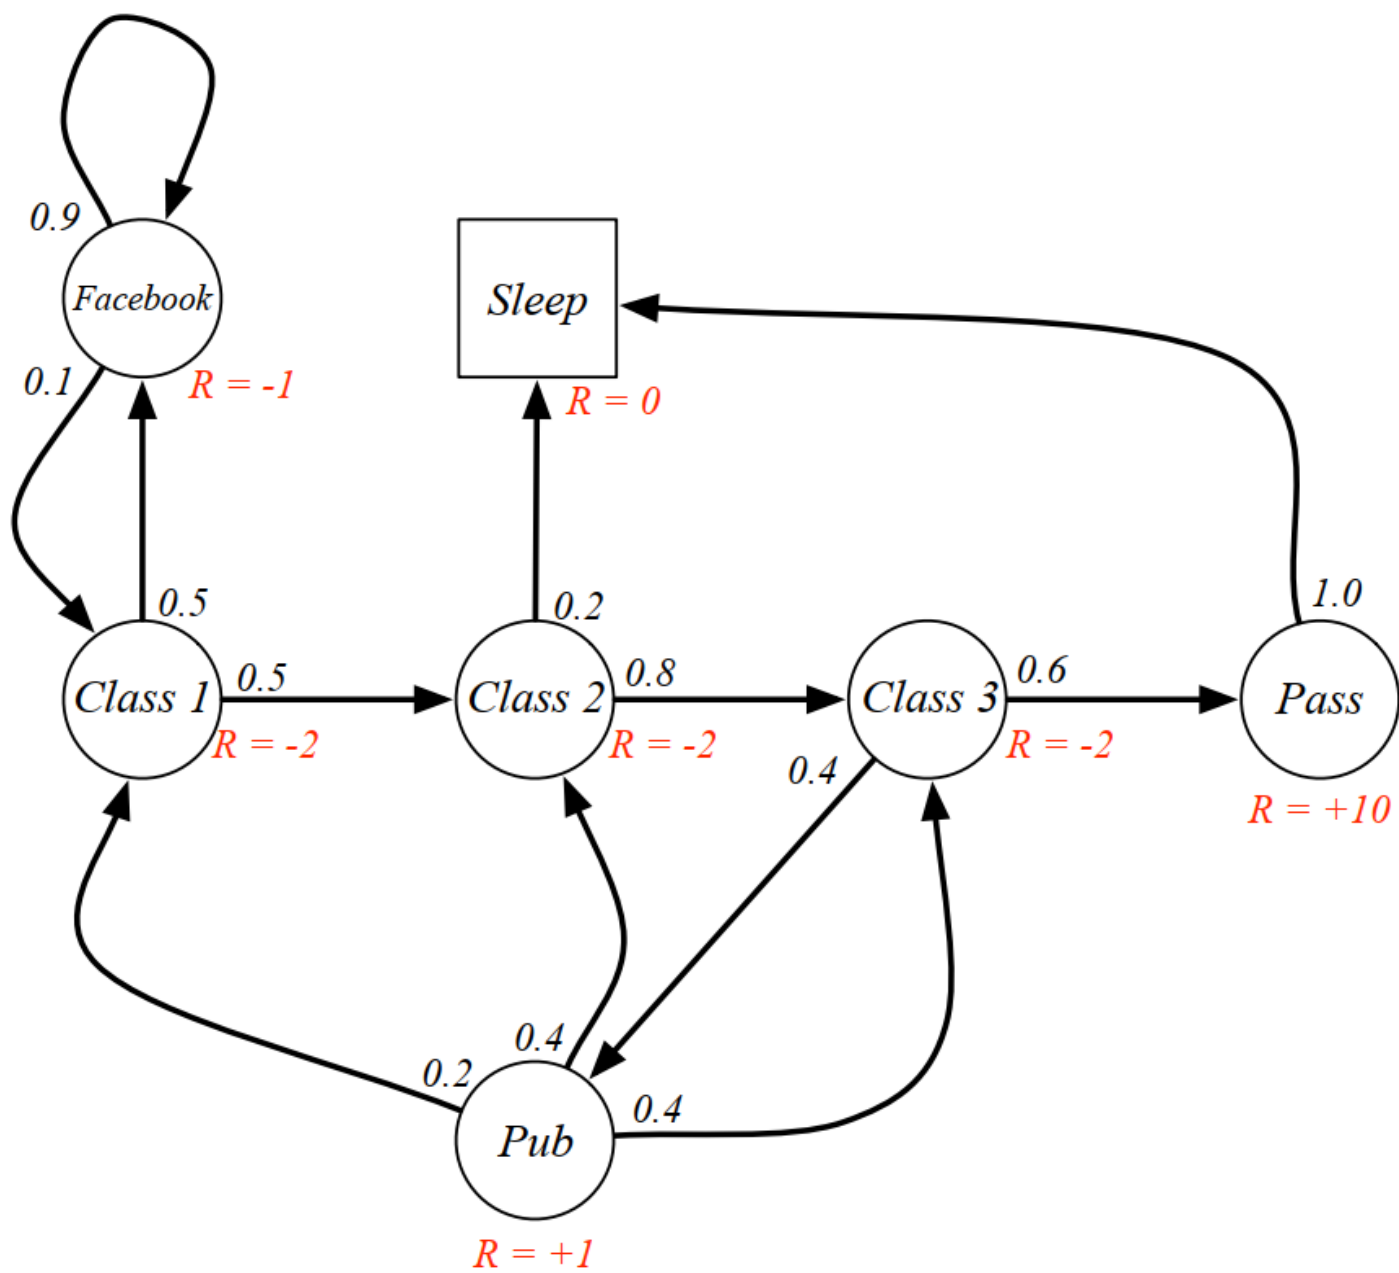 0.9
Facebook
0.1
R = -1
Sleep
R = 0
0.5
0.2
1.0
0.5
0.8
0.6
Class 1
Class 2
Class 3
Pass
R = -2
R = -2
R = -2
0.4
R = +10
0.4
0.2
0.4
Pub
R = +1